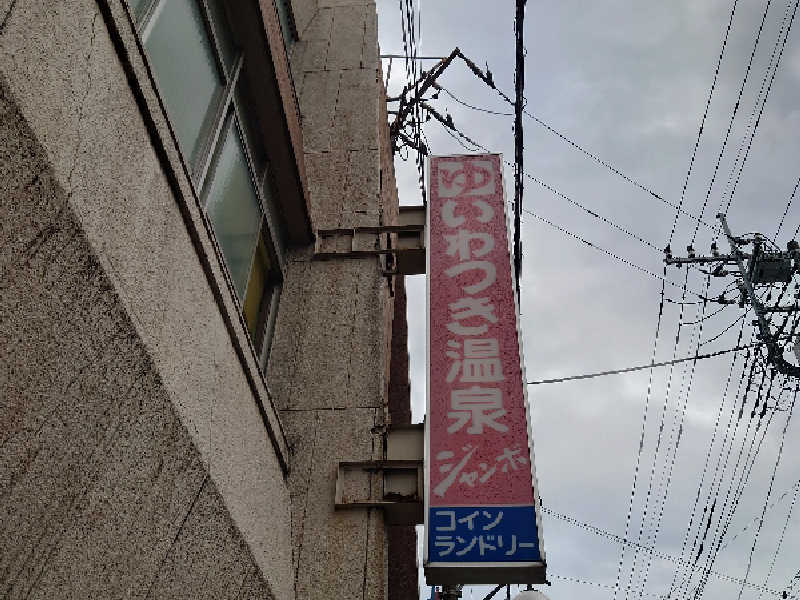 ゆいわつき温泉
ジャンボ
コイン
ランドリー